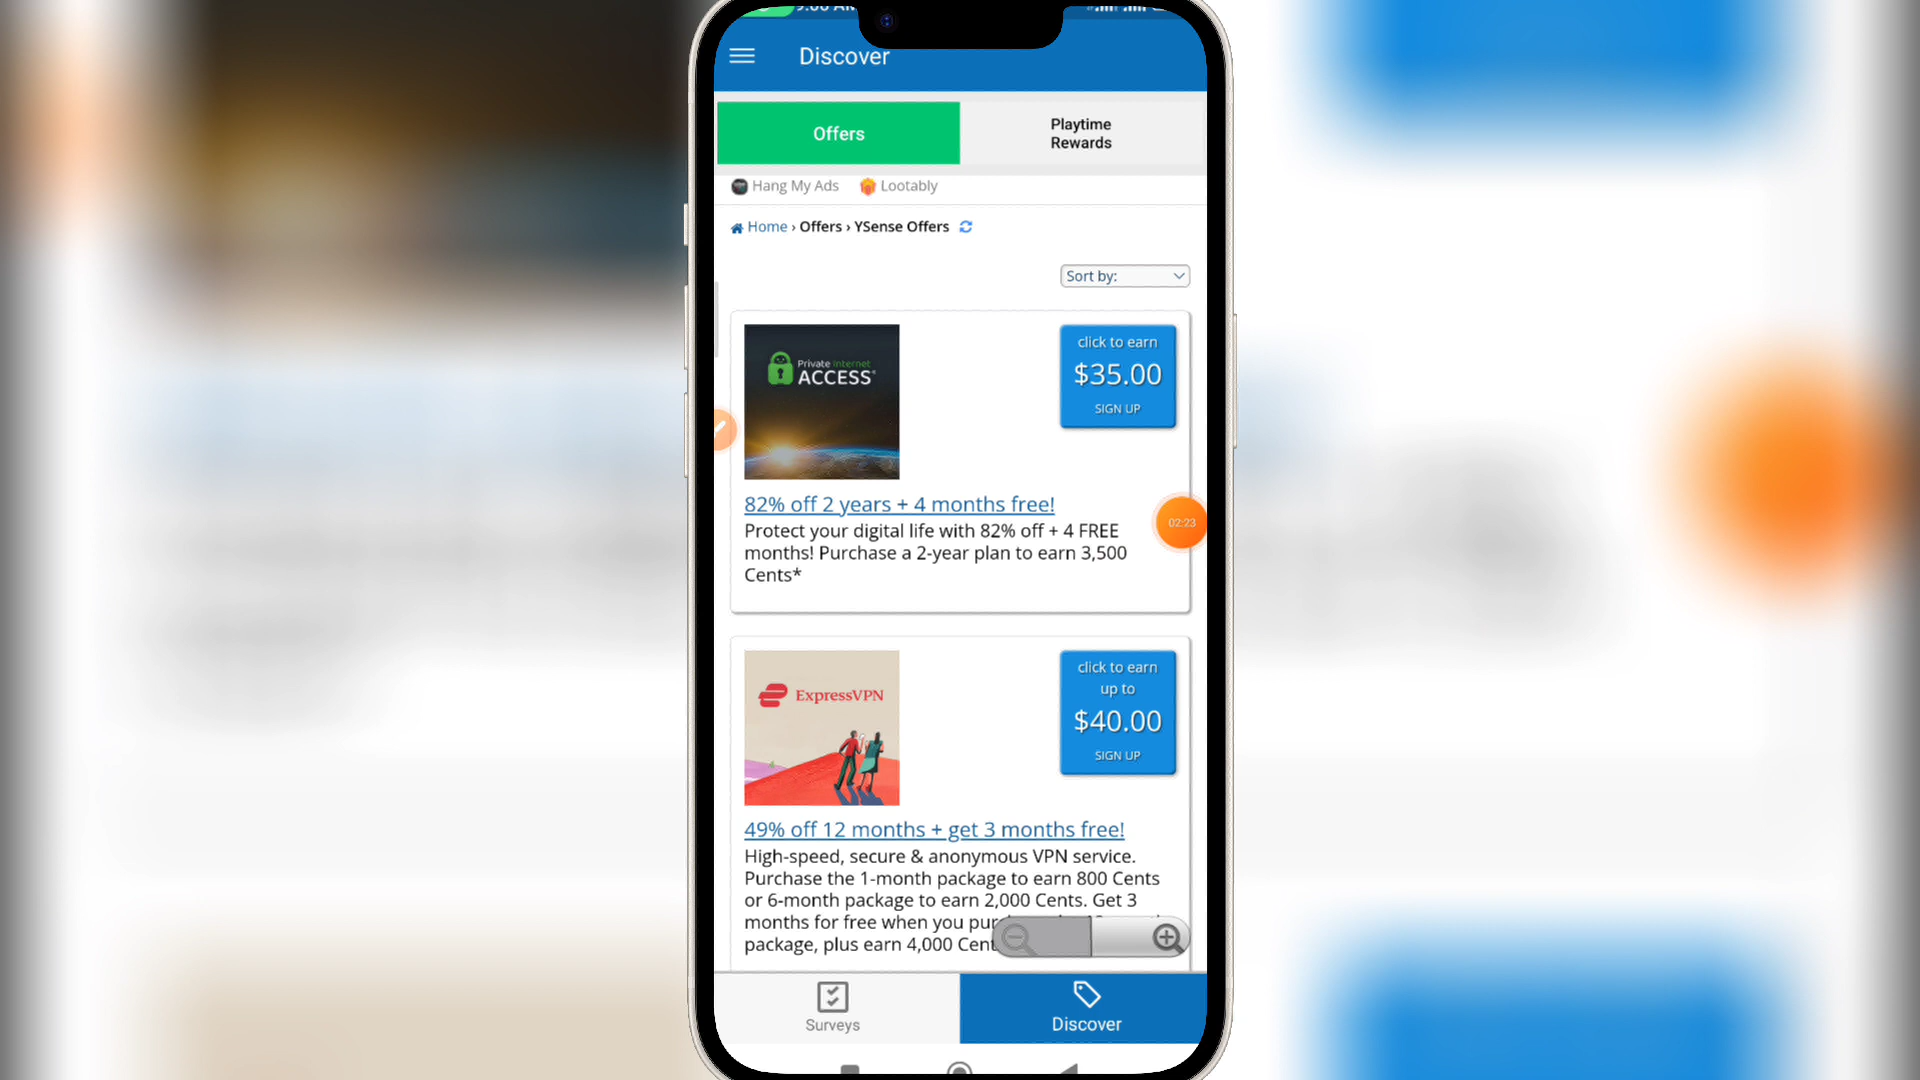 Discover
Offers
Playtime
Rewards
Hang My Ads
Lootably
Home › Offers › YSense Offers
Sort by:
Private Internet
ACCESS
click to earn
$35.00
SIGN UP
82% off 2 years + 4 months free!
Protect your digital life with 82% off + 4 FREE
months! Purchase a 2-year plan to earn 3,500
Cents*
02:23
ExpressVPN
click to earn
up to
$40.00
SIGN UP
49% off 12 months + get 3 months free!
High-speed, secure & anonymous VPN service.
Purchase the 1-month package to earn 800 Cents
or 6-month package to earn 2,000 Cents. Get 3
months for free when you
package, plus earn 4,000
Surveys
Discover